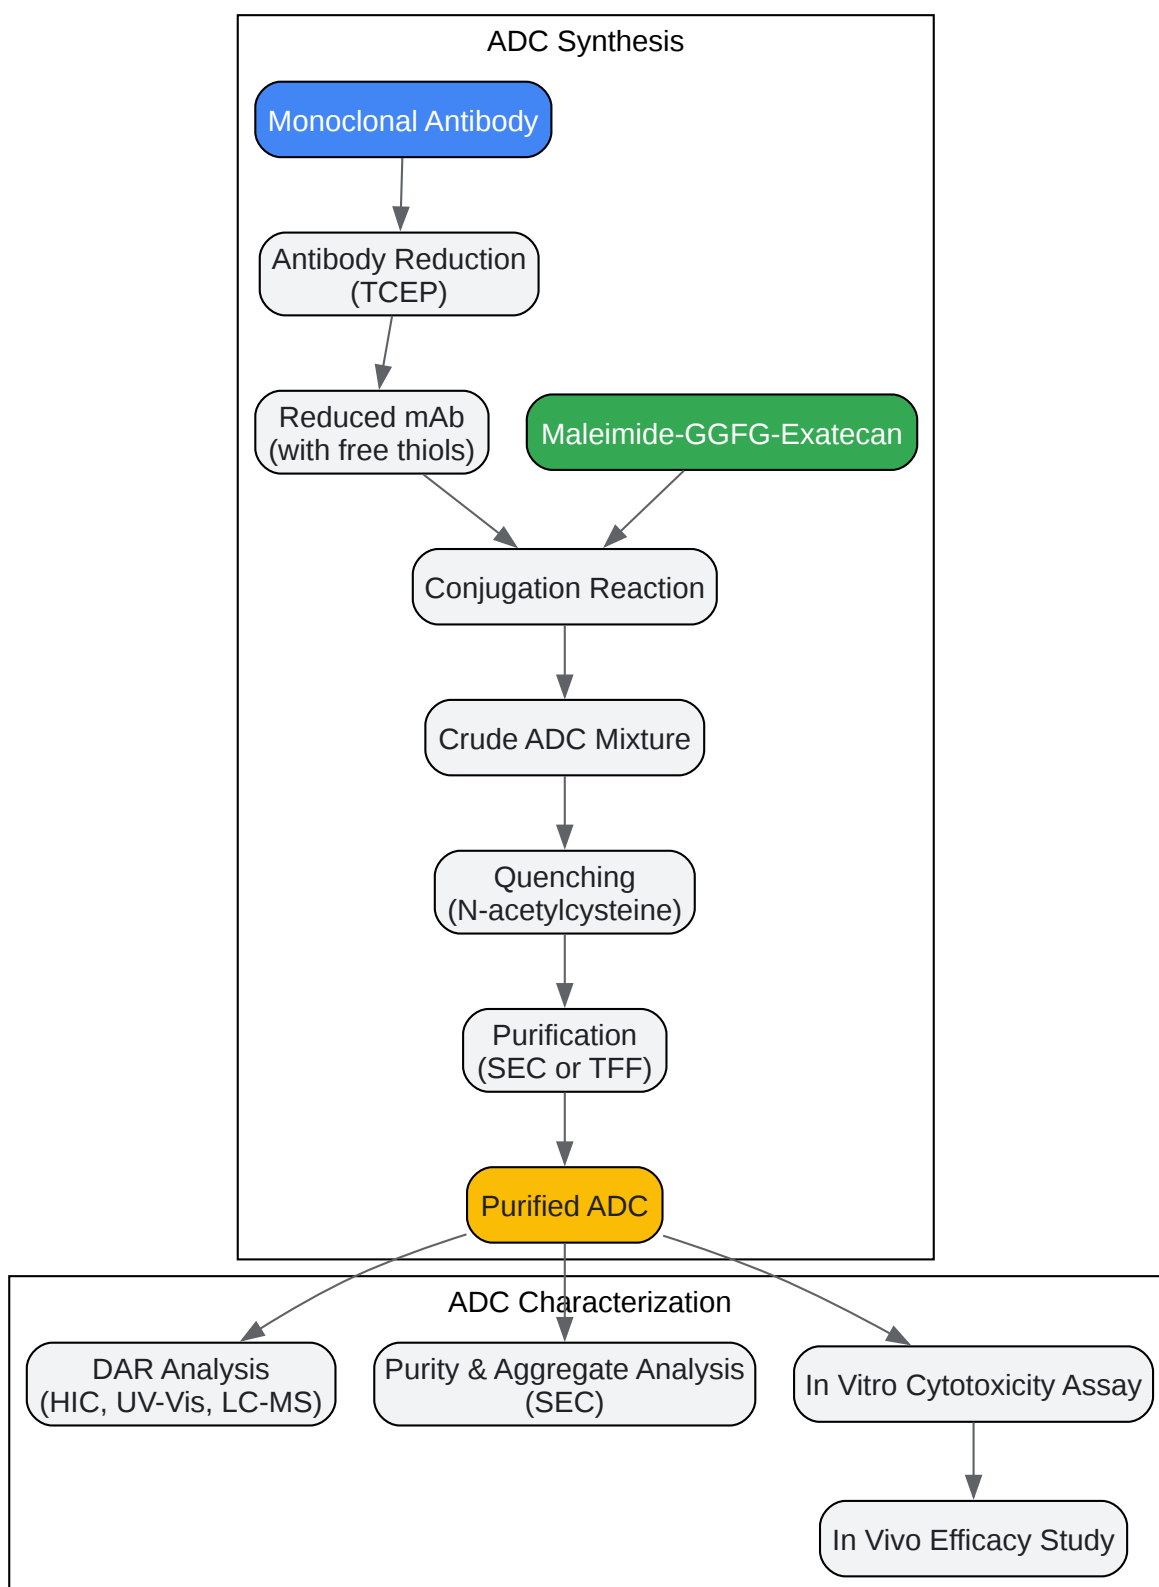 ADC Synthesis
Monoclonal Antibody
Antibody Reduction
(TCEP)
Reduced mAb
(with free thiols)
Maleimide-GGFG-Exatecan
Conjugation Reaction
Crude ADC Mixture
Quenching
(N-acetylcysteine)
Purification
(SEC or TFF)
Purified ADC
ADC Characterization
DAR Analysis
(HIC, UV-Vis, LC-MS)
Purity & Aggregate Analysis
(SEC)
In Vitro Cytotoxicity Assay
In Vivo Efficacy Study